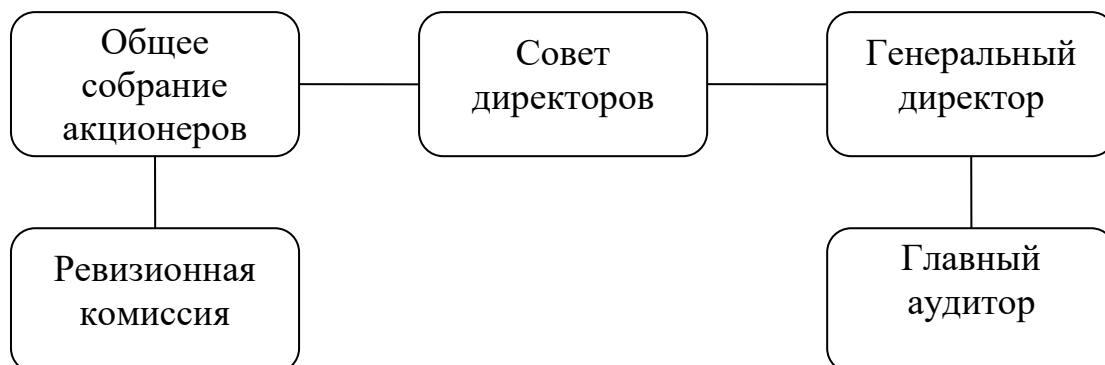 Общее
собрание
акционеров
Совет
директоров
Генеральный
директор
Ревизионная
комиссия
Главный
аудитор